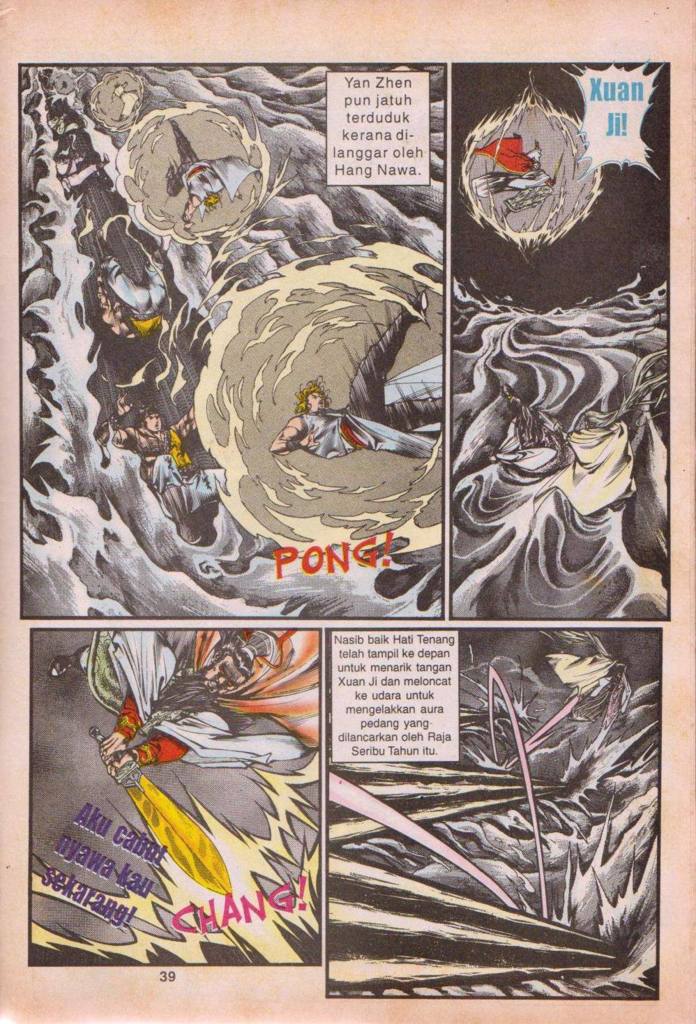 Yan Zhen
pun jatuh
terduduk
kerana di-
langgar oleh
Hang Nawa.
PONG!
Xuan
Ji!
Aku cabut
nyawa kau
sekarang!
CHANG!
Nasib baik Hati Tenang
telah tampil ke depan
untuk menarik tangan
Xuan Ji dan meloncat
ke udara untuk
mengelakkan aura
pedang yang
dilancarkan oleh Raja
Seribu Tahun itu.
39